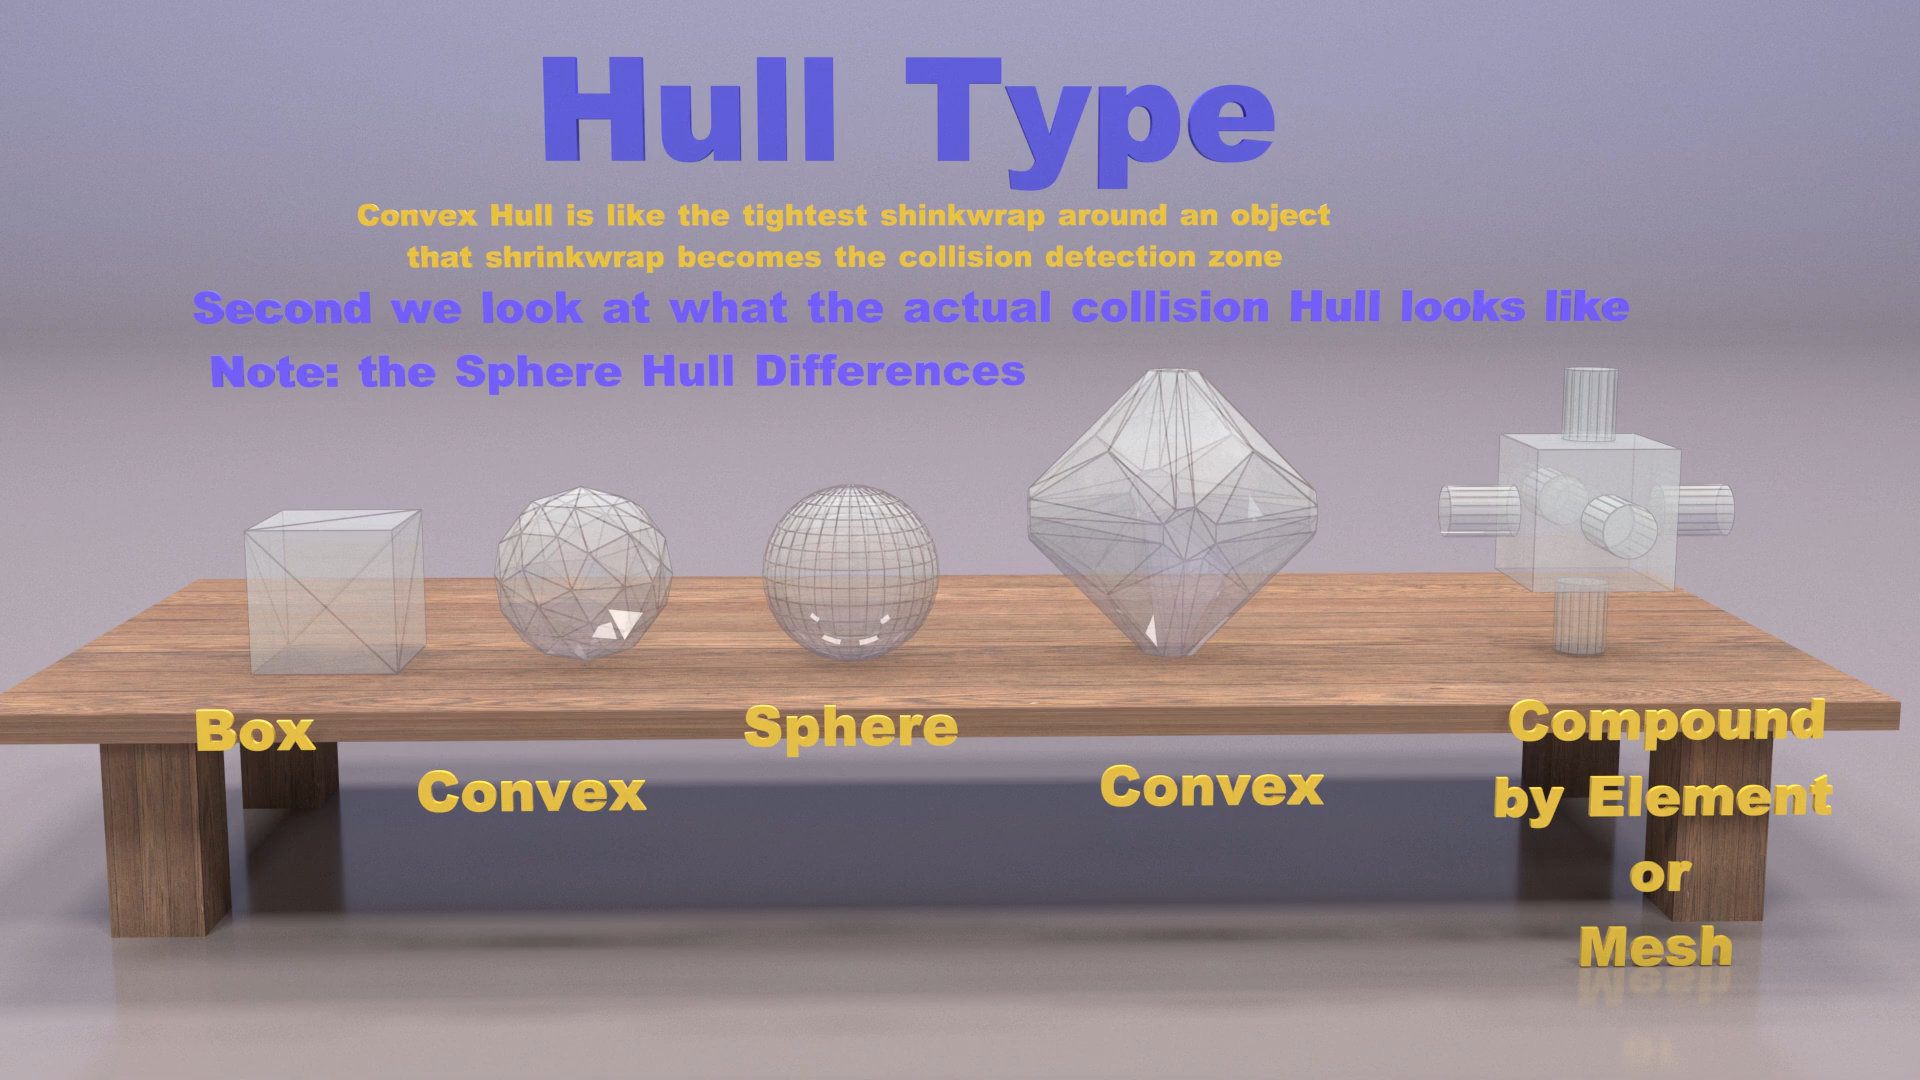 Hull Type
Convex Hull is like the tightest shinkwrap around an object
that shrinkwrap becomes the collision detection zone
Second we look at what the actual collision Hull looks like
Note: the Sphere Hull Differences
Box
Convex
Sphere
Convex
Compound
by Element
or
Mesh